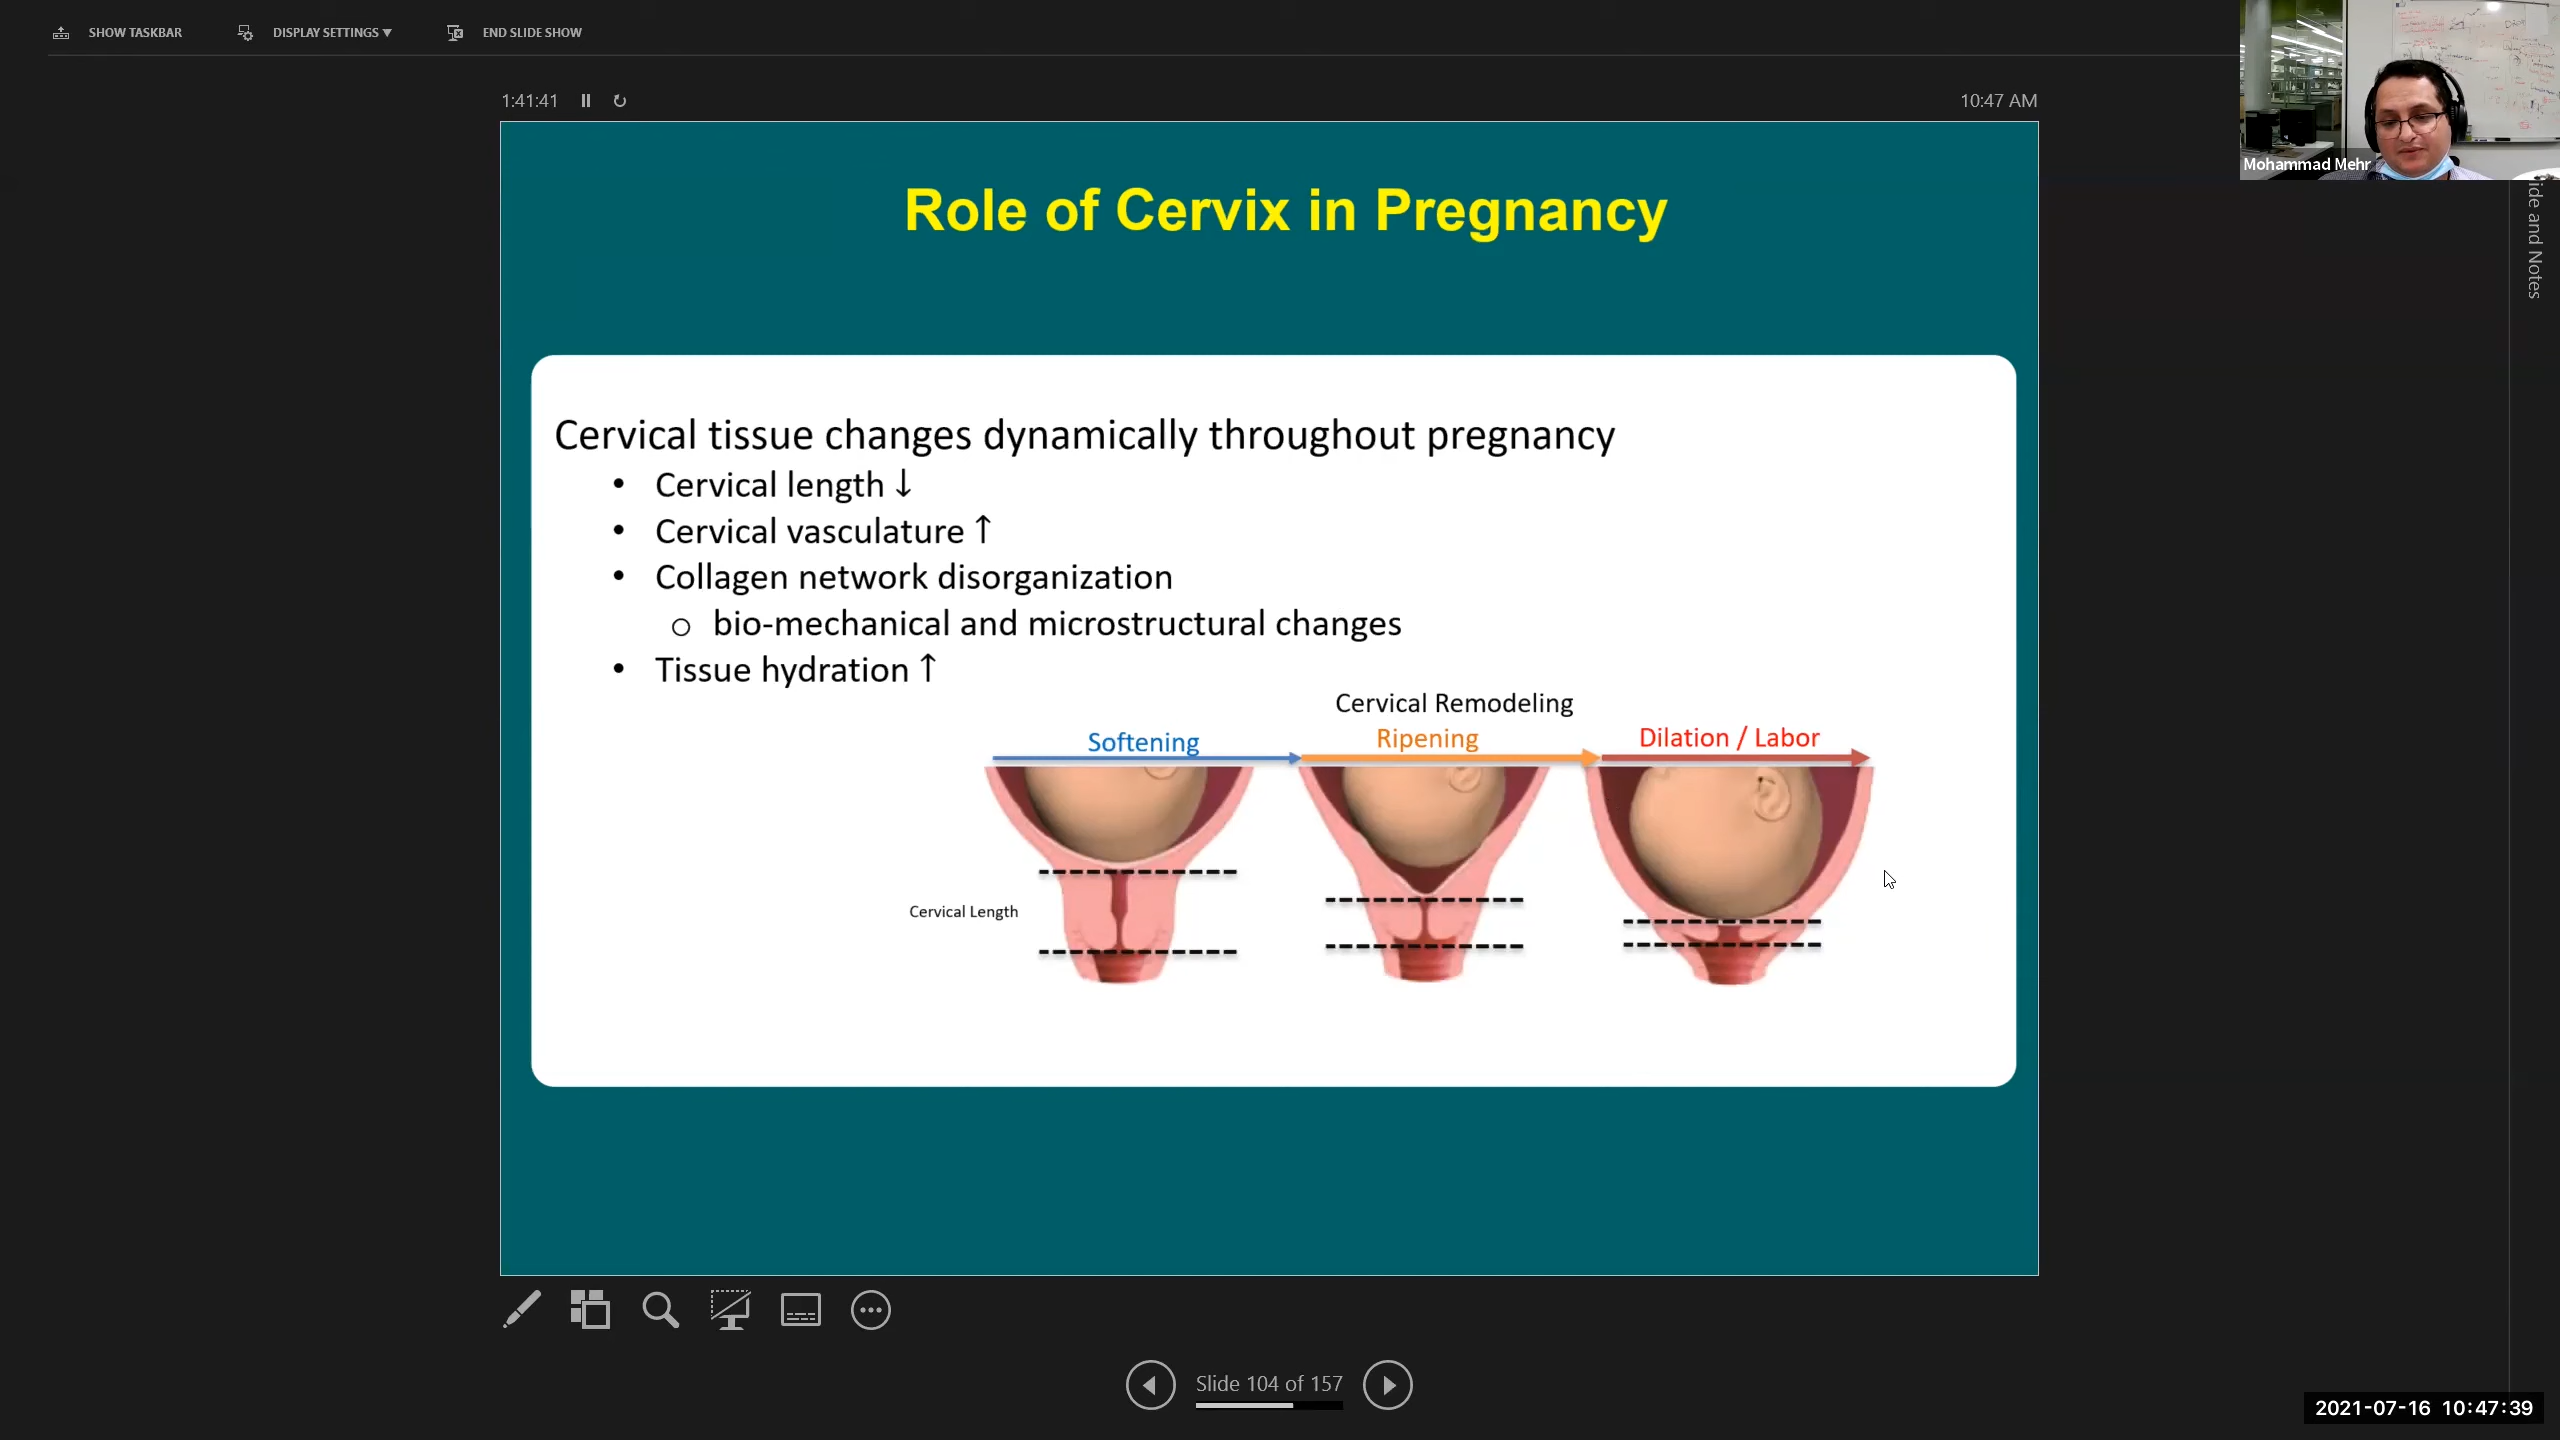 SHOW TASKBAR
DISPLAY SETTINGS ▾
END SLIDE SHOW
1:41:41
10:47 AM
Mohammad Mehr
and Notes
Role of Cervix in Pregnancy
Cervical tissue changes dynamically throughout pregnancy
• Cervical length ↓
• Cervical vasculature ↑
• Collagen network disorganization
o bio-mechanical and microstructural changes
• Tissue hydration ↑
Cervical Remodeling
Softening
Ripening
Dilation / Labor
Cervical Length
Slide 104 of 157
2021-07-16 10:47:39